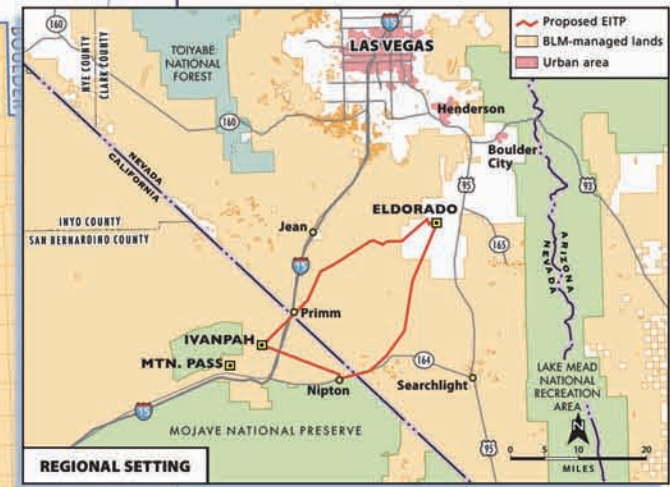 160
NYE COUNTY
CLARK COUNTY
TOIYABE
NATIONAL
FOREST
15
LAS VEGAS
Proposed EITP
BLM-managed lands
Urban area
160
Henderson
Boulder
City
95
93
NEVADA
CALIFORNIA
INYO COUNTY
SAN BERNARDINO COUNTY
Jean
ELDORADO
165
ARIZONA
NEVADA
15
Primm
IVANPAH
MTN. PASS
164
Nipton
Searchlight
LAKE MEAD
NATIONAL
RECREATION
AREA
15
MOJAVE NATIONAL PRESERVE
95
N
0 10 20
MILES
REGIONAL SETTING